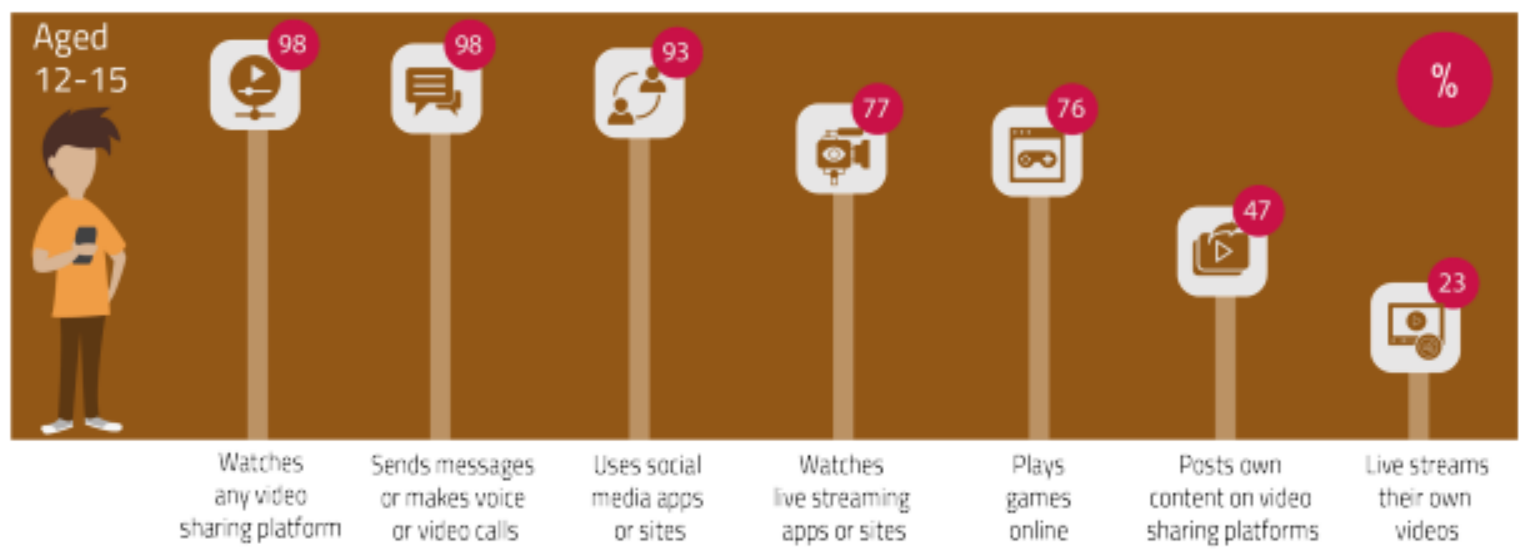 Aged
12-15
98
98
93
77
76
47
23
%
Watches
any video
sharing platform
Sends messages
or makes voice
or video calls
Uses social
media apps
or sites
Watches
live streaming
apps or sites
Plays
games
online
Posts own
content on video
sharing platforms
Live streams
their own
videos